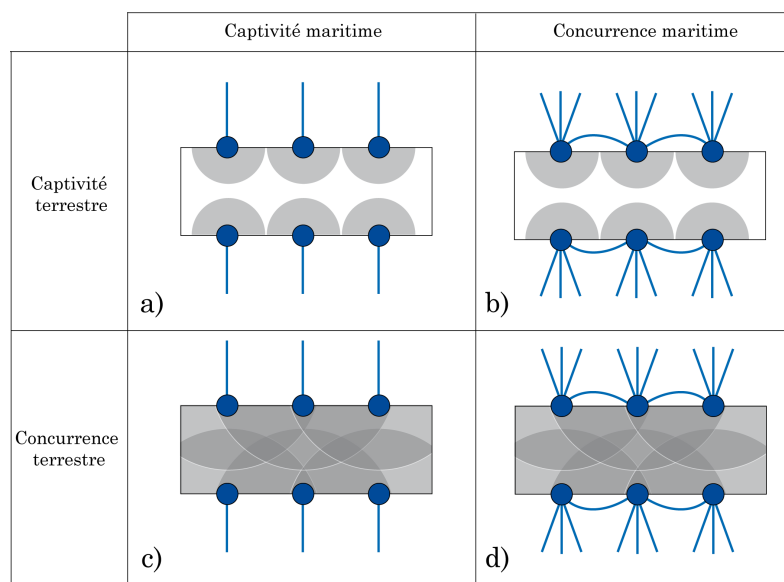 Captivité maritime
Concurrence maritime
Captivité
terrestre
a)
b)
Concurrence
terrestre
c)
d)